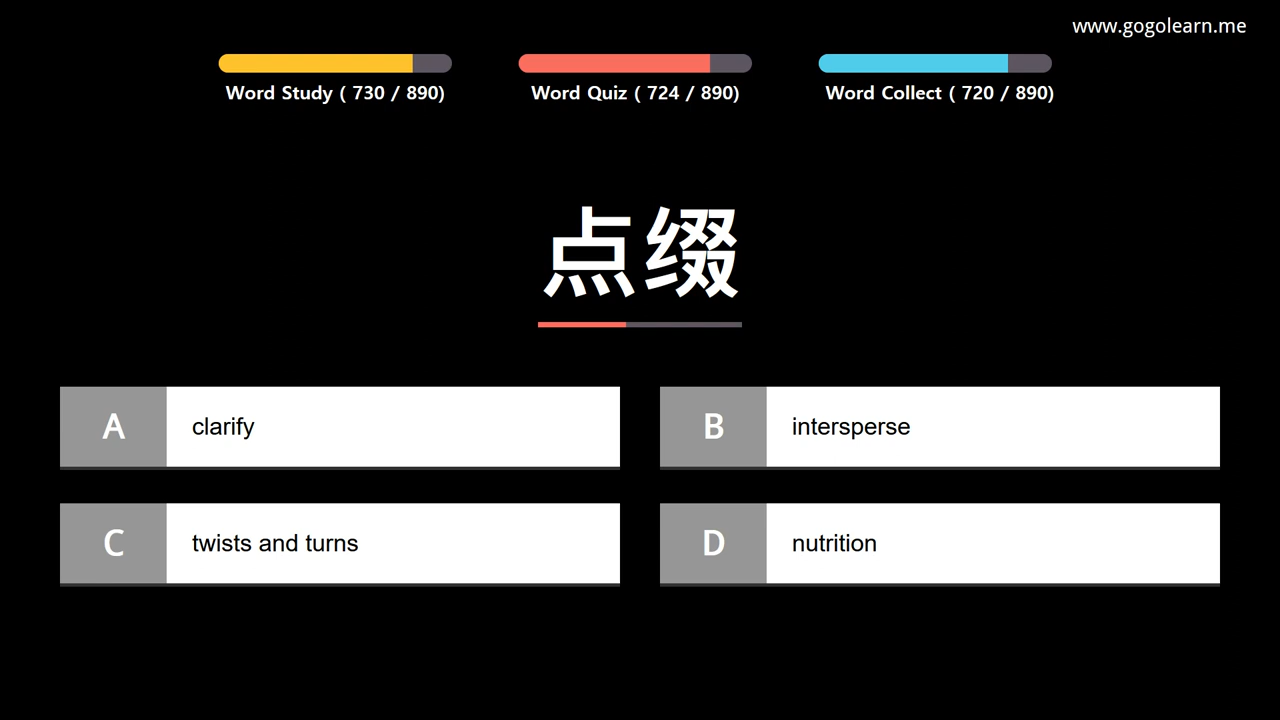 www.gogolearn.me
Word Study ( 730 / 890)
Word Quiz ( 724 / 890)
Word Collect ( 720 / 890)
点缀
A clarify
B intersperse
C twists and turns
D nutrition